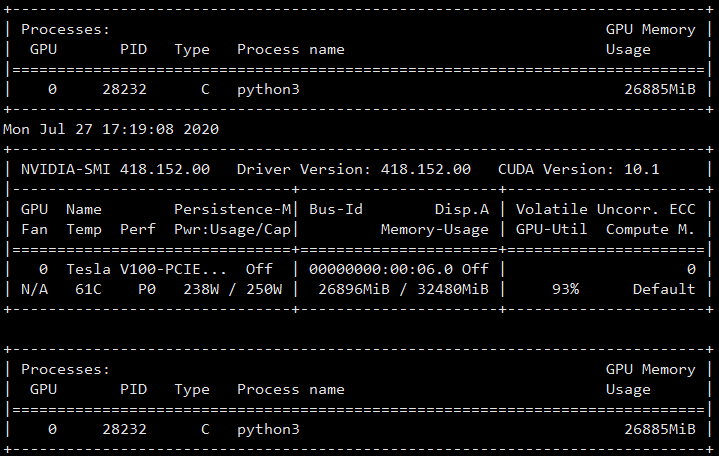 +-----------------------------------------------------------------------------+
| Processes:                                                       GPU Memory |
|  GPU       PID   Type   Process name                             Usage      |
|=============================================================================|
|    0     28232      C   python3                                    26885MiB |
+-----------------------------------------------------------------------------+
Mon Jul 27 17:19:08 2020
+-----------------------------------------------------------------------------+
| NVIDIA-SMI 418.152.00   Driver Version: 418.152.00   CUDA Version: 10.1     |
|-------------------------------+----------------------+----------------------+
| GPU  Name        Persistence-M| Bus-Id        Disp.A | Volatile Uncorr. ECC |
| Fan  Temp  Perf  Pwr:Usage/Cap|         Memory-Usage | GPU-Util  Compute M. |
|===============================+======================+======================|
|   0  Tesla V100-PCIE...  Off  | 00000000:00:06.0 Off |                    0 |
| N/A   61C    P0   238W / 250W |  26896MiB / 32480MiB |     93%      Default |
+-------------------------------+----------------------+----------------------+

+-----------------------------------------------------------------------------+
| Processes:                                                       GPU Memory |
|  GPU       PID   Type   Process name                             Usage      |
|=============================================================================|
|    0     28232      C   python3                                    26885MiB |
+-----------------------------------------------------------------------------+